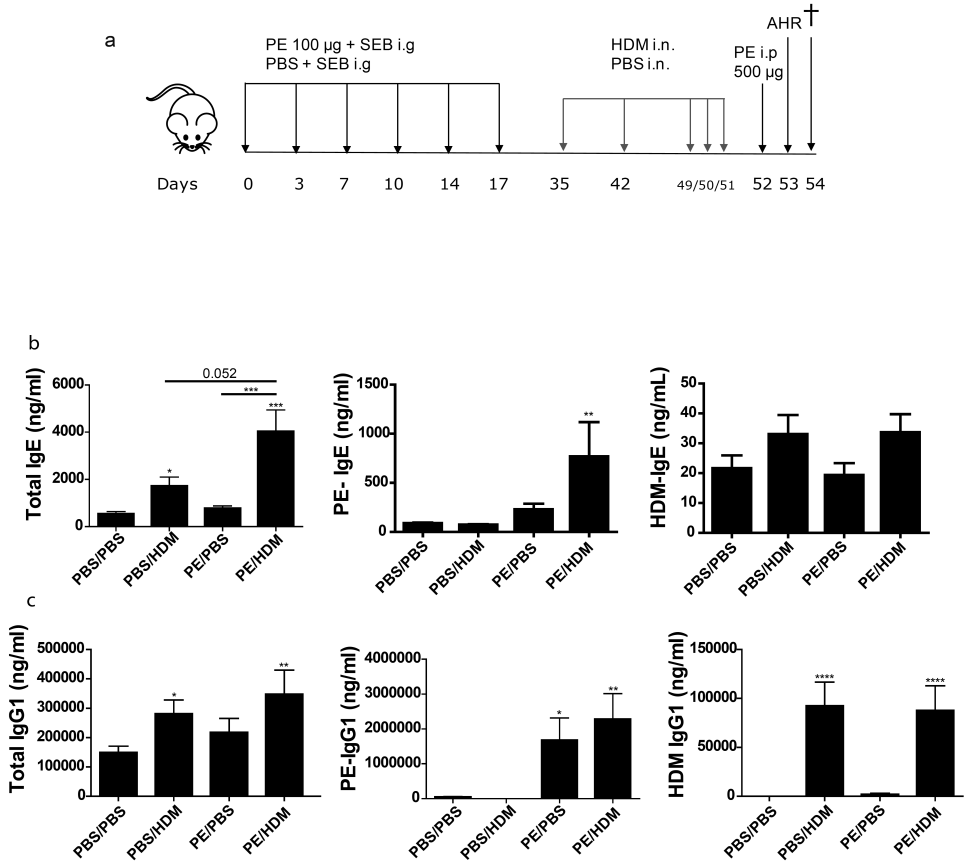 a
PE 100 µg + SEB i.g
PBS + SEB i.g
HDM i.n.
PBS i.n.
PE i.p
500 µg
AHR
Days 0 3 7 10 14 17 35 42 49/50/51 52 53 54
b
Total IgE (ng/ml)
6000
4000
2000
0
0.052
***
***
*
PBS/PBS
PBS/HDM
PE/PBS
PE/HDM
PE- IgE (ng/ml)
1500
1000
500
0
**
PBS/PBS
PBS/HDM
PE/PBS
PE/HDM
HDM-IgE (ng/mL)
50
40
30
20
10
0
PBS/PBS
PBS/HDM
PE/PBS
PE/HDM
c
Total IgG1 (ng/ml)
500000
400000
300000
200000
100000
0
*
**
PBS/PBS
PBS/HDM
PE/PBS
PE/HDM
PE-IgG1 (ng/ml)
4000000
3000000
2000000
1000000
0
*
**
PBS/PBS
PBS/HDM
PE/PBS
PE/HDM
HDM IgG1 (ng/ml)
150000
100000
50000
0
****
****
PBS/PBS
PBS/HDM
PE/PBS
PE/HDM